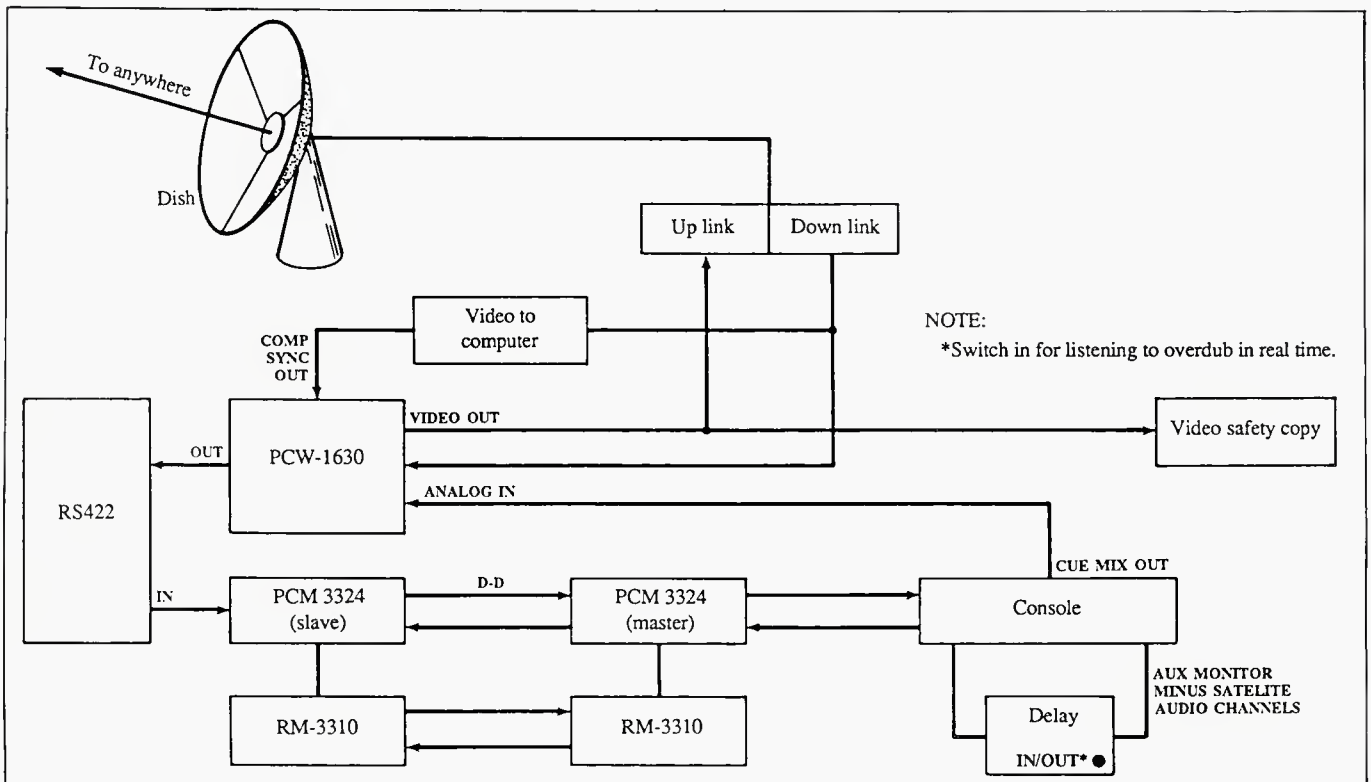 To anywhere
Dish
Up link
Down link
Video to
computer
NOTE:
*Switch in for listening to overdub in real time.
COMP
SYNC
OUT
VIDEO OUT
Video safety copy
PCW-1630
OUT
RS422
ANALOG IN
CUE MIX OUT
IN
PCM 3324
(slave)
D-D
PCM 3324
(master)
Console
AUX MONITOR
MINUS SATELITE
AUDIO CHANNELS
RM-3310
RM-3310
Delay
IN/OUT*